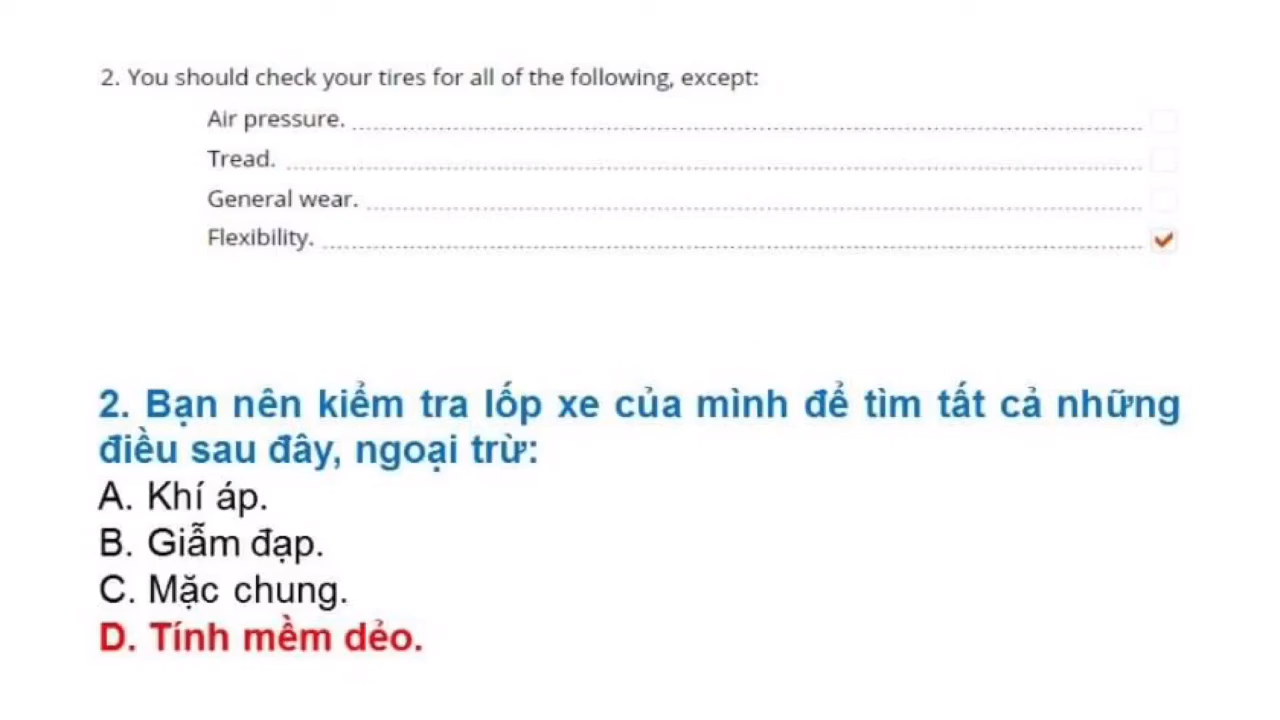 2. You should check your tires for all of the following, except:
Air pressure.
Tread.
General wear.
Flexibility.
2. Bạn nên kiểm tra lốp xe của mình để tìm tất cả những
điều sau đây, ngoại trừ:
A. Khí áp.
B. Giẫm đạp.
C. Mặc chung.
D. Tính mềm dẻo.